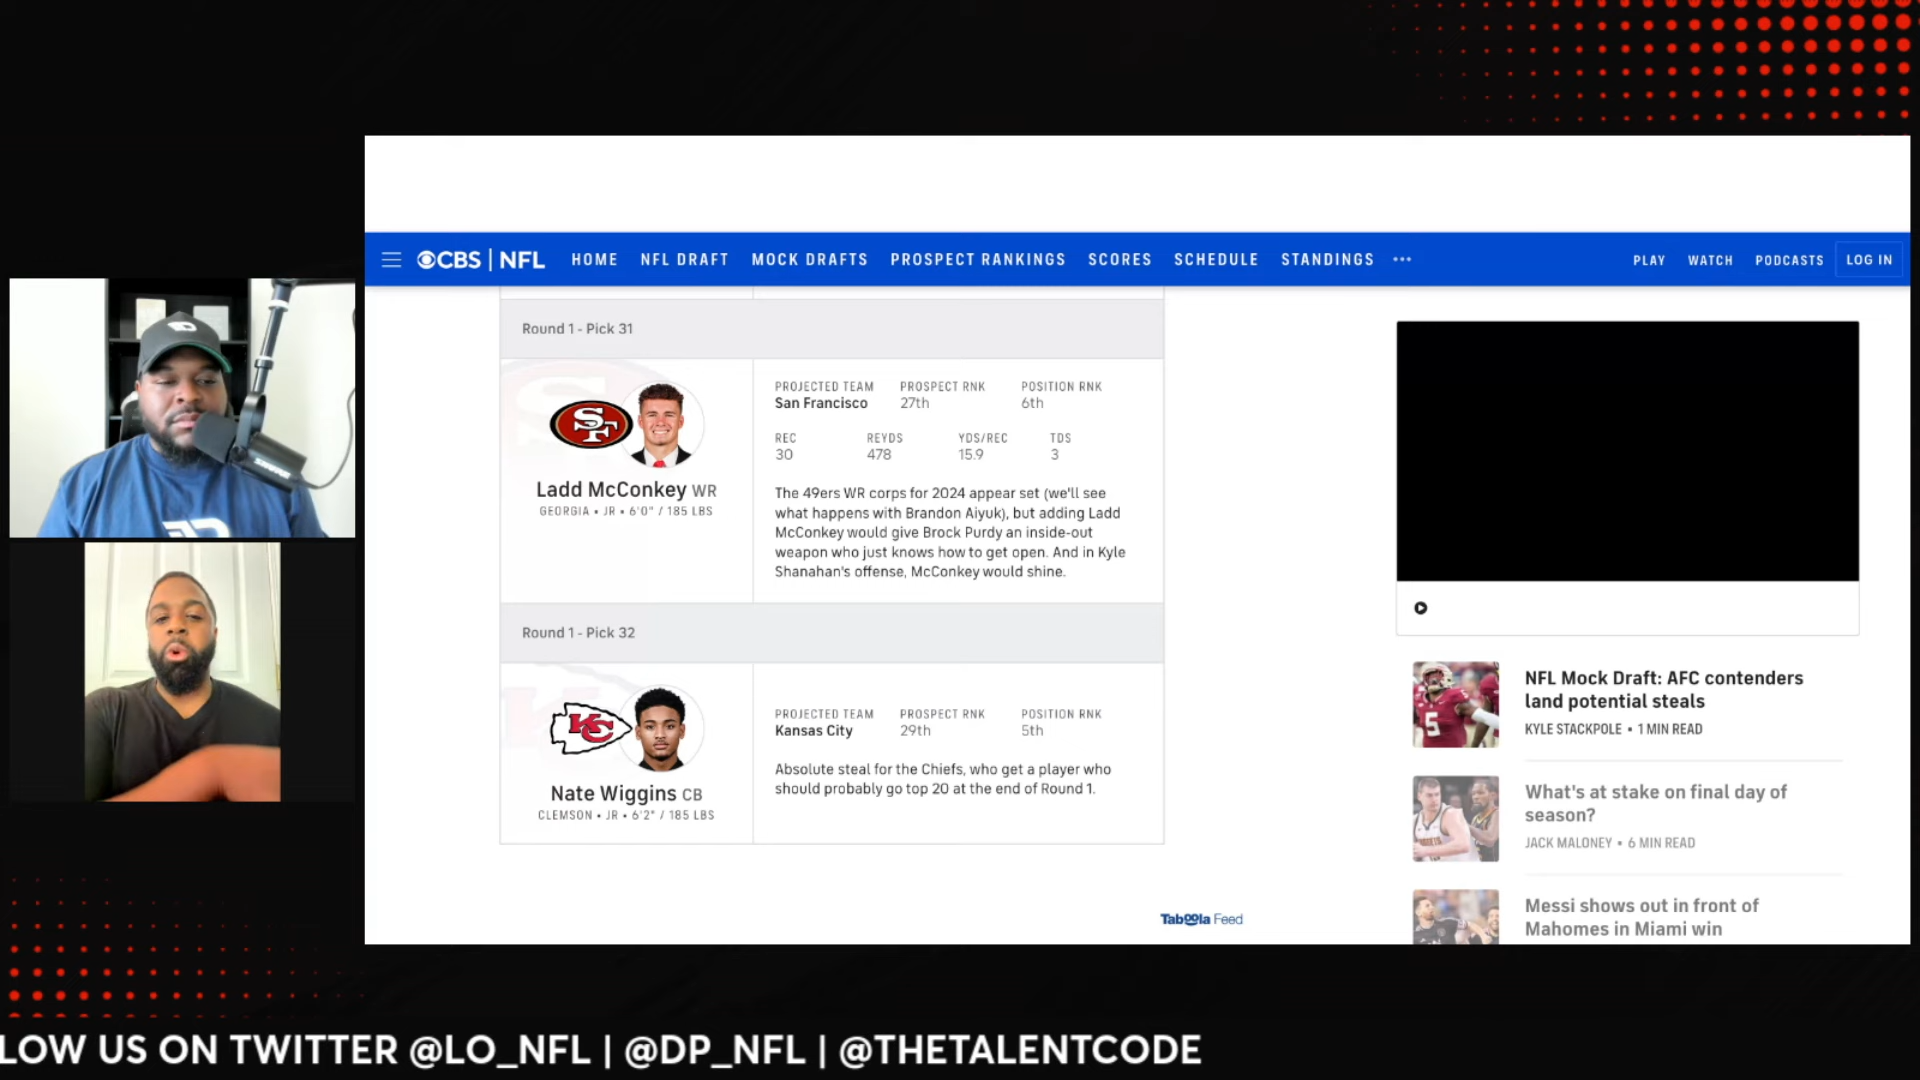 CBS | NFL
HOME
NFL DRAFT
MOCK DRAFTS
PROSPECT RANKINGS
SCORES
SCHEDULE
STANDINGS
PLAY
WATCH
PODCASTS
LOG IN
Round 1 - Pick 31
SF
Ladd McConkey WR
GEORGIA • JR • 6'0" / 185 LBS
PROJECTED TEAM PROSPECT RNK POSITION RNK
San Francisco 27th 6th
REC REYDS YDS/REC TDS
30 478 15.9 3
The 49ers WR corps for 2024 appear set (we'll see
what happens with Brandon Aiyuk), but adding Ladd
McConkey would give Brock Purdy an inside-out
weapon who just knows how to get open. And in Kyle
Shanahan's offense, McConkey would shine.
Round 1 - Pick 32
KC
Nate Wiggins CB
CLEMSON • JR • 6'2" / 185 LBS
PROJECTED TEAM PROSPECT RNK POSITION RNK
Kansas City 29th 5th
Absolute steal for the Chiefs, who get a player who
should probably go top 20 at the end of Round 1.
Taboola Feed
5
NFL Mock Draft: AFC contenders
land potential steals
KYLE STACKPOLE • 1 MIN READ
What's at stake on final day of
season?
JACK MALONEY • 6 MIN READ
Messi shows out in front of
Mahomes in Miami win
SHURE
LOW US ON TWITTER @LO_NFL | @DP_NFL | @THETALENTCODE